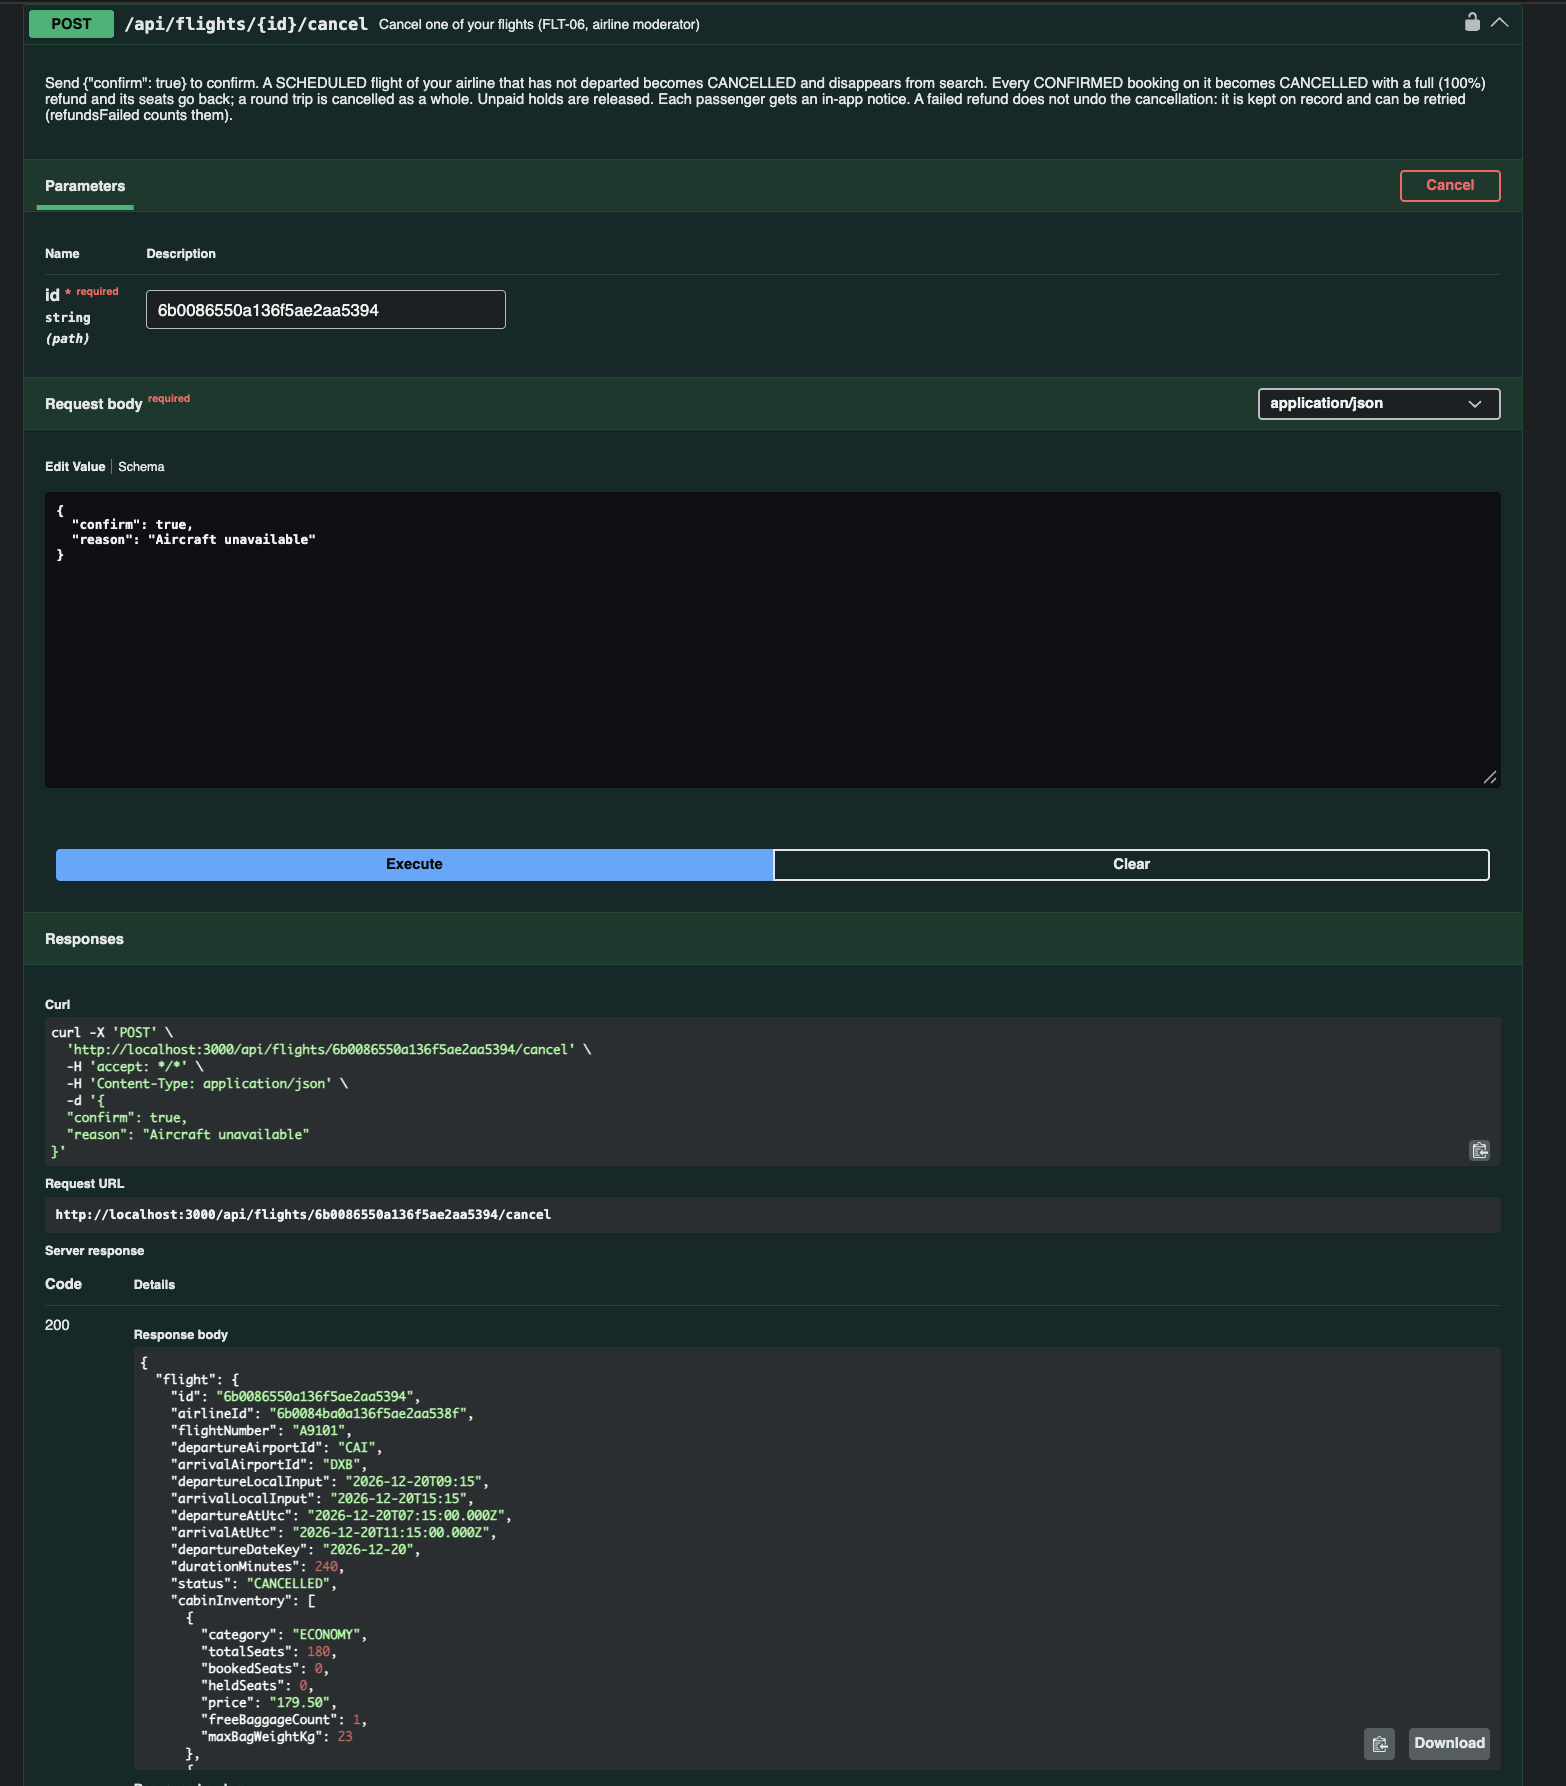 POST /api/flights/{id}/cancel Cancel one of your flights (FLT-06, airline moderator)
Send {"confirm": true} to confirm. A SCHEDULED flight of your airline that has not departed becomes CANCELLED and disappears from search. Every CONFIRMED booking on it becomes CANCELLED with a full (100%)
refund and its seats go back; a round trip is cancelled as a whole. Unpaid holds are released. Each passenger gets an in-app notice. A failed refund does not undo the cancellation: it is kept on record and can be retried
(refundsFailed counts them).
Parameters
Cancel
Name Description
id * required
string
(path)
6b0086550a136f5ae2aa5394
Request body required
application/json
Edit Value | Schema
{
  "confirm": true,
  "reason": "Aircraft unavailable"
}
Execute
Clear
Responses
Curl
curl -X 'POST' \
  'http://localhost:3000/api/flights/6b0086550a136f5ae2aa5394/cancel' \
  -H 'accept: */*' \
  -H 'Content-Type: application/json' \
  -d '{
  "confirm": true,
  "reason": "Aircraft unavailable"
}'
Request URL
http://localhost:3000/api/flights/6b0086550a136f5ae2aa5394/cancel
Server response
Code Details
200
Response body
{
  "flight": {
    "id": "6b0086550a136f5ae2aa5394",
    "airlineId": "6b0084ba0a136f5ae2aa538f",
    "flightNumber": "A9101",
    "departureAirportId": "CAI",
    "arrivalAirportId": "DXB",
    "departureLocalInput": "2026-12-20T09:15",
    "arrivalLocalInput": "2026-12-20T15:15",
    "departureAtUtc": "2026-12-20T07:15:00.000Z",
    "arrivalAtUtc": "2026-12-20T11:15:00.000Z",
    "departureDateKey": "2026-12-20",
    "durationMinutes": 240,
    "status": "CANCELLED",
    "cabinInventory": [
      {
        "category": "ECONOMY",
        "totalSeats": 180,
        "bookedSeats": 0,
        "heldSeats": 0,
        "price": "179.50",
        "freeBaggageCount": 1,
        "maxBagWeightKg": 23
      },
      {
Download